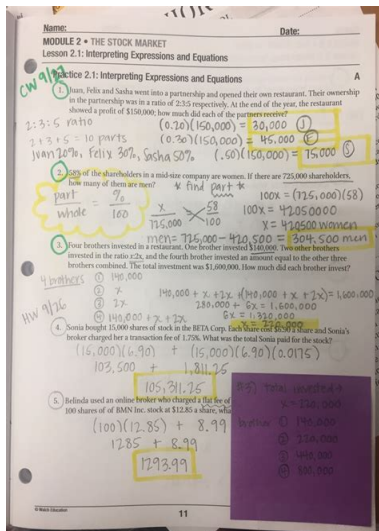 Name:
Date:
MODULE 2 • THE STOCK MARKET
Lesson 2.1: Interpreting Expressions and Equations
CW 9/
Practice 2.1: Interpreting Expressions and Equations
A
1. Juan, Felix and Sasha went into a partnership and opened their own restaurant. Their ownership
in the partnership was in a ratio of 2:3:5 respectively. At the end of the year, the restaurant
showed a profit of $150,000; how much did each of the partners receive?
2:3:5 ratio
(0.20)(150,000) = 30,000 J
2+3+5 = 10 parts
(0.30)(150,000) = 45,000 F
Juan 20%, Felix 30%, Sasha 50%
(.50)(150,000) = 75,000 S
2. 58% of the shareholders in a mid-size company are women. If there are 725,000 shareholders,
how many of them are men?
* find part *
part/whole = %/100
100x = (725,000)(58)
x/725,000 = 58/100
100x = 42050000
x = 420500 women
men = 725,000 - 420,500 = 304,500 men
3. Four brothers invested in a restaurant. One brother invested $140,000. Two other brothers
invested in the ratio x:2x, and the fourth brother invested an amount equal to the other three
brothers combined. The total investment was $1,600,000. How much did each brother invest?
4 brothers
① 140,000
② x
③ 2x
④ 140,000 + x + 2x
140,000 + x + 2x + (140,000 + x + 2x) = 1,600,000
280,000 + 6x = 1,600,000
6x = 1,320,000
x = 220,000
HW 9/26
4. Sonia bought 15,000 shares of stock in the BETA Corp. Each share cost $6.90 a share and Sonia's
broker charged her a transaction fee of 1.75%. What was the total Sonia paid for the stock?
(15,000)(6.90) + (15,000)(6.90)(0.0175)
103,500 + 1,811.25
105,311.25
5. Belinda used an online broker who charged a flat fee of
100 shares of BMN Inc. stock at $12.85 a share,
(100)(12.85) + 8.99
1285 + 8.99
1293.99
#3) Total invested
x = 220,000
brother ① 140,000
② 220,000
③ 440,000
④ 800,000
11